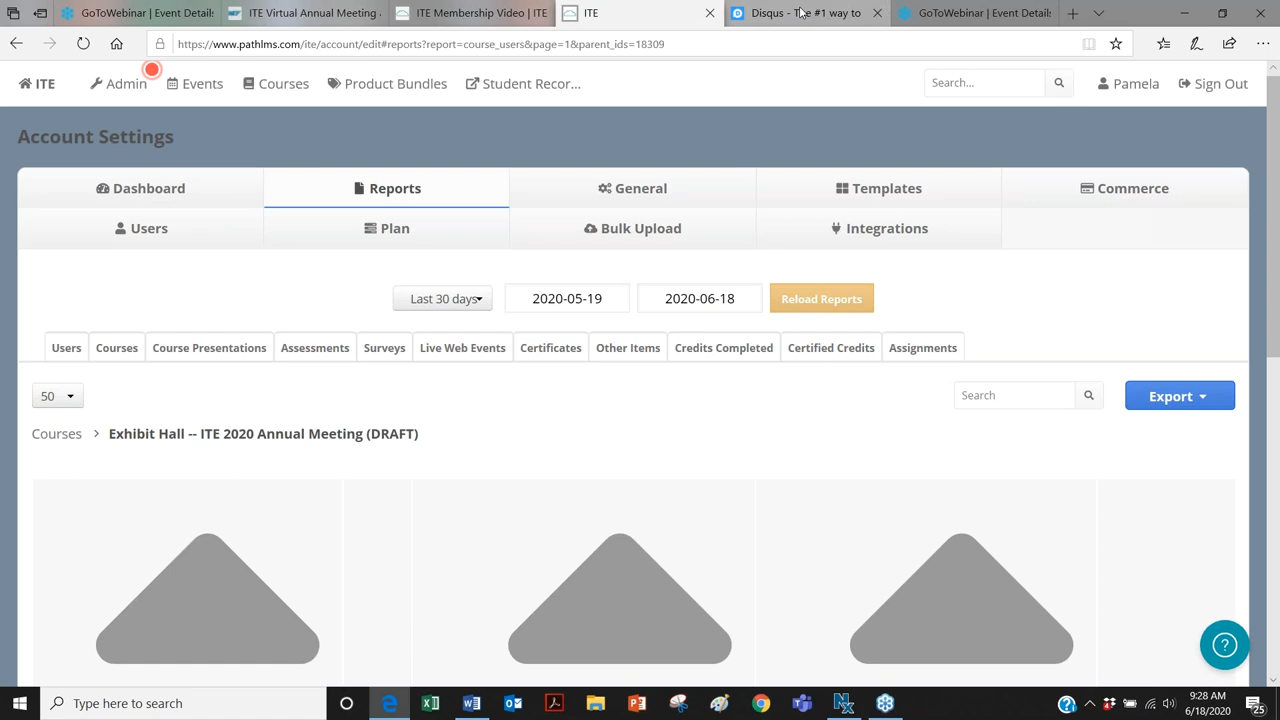 GoToWebinar | Event Detail:
ITE Virtual Annual Meeting -
ITE Membership Video | ITE
ITE
Disqus - The #1 way to
GoToWebinar | Event Detail:
https://www.pathlms.com/ite/account/edit#reports?report=course_users&page=1&parent_ids=18309
ITE
Admin
Events
Courses
Product Bundles
Student Recor...
Search...
Pamela
Sign Out
Account Settings
Dashboard
Reports
General
Templates
Commerce
Users
Plan
Bulk Upload
Integrations
Last 30 days
2020-05-19
2020-06-18
Reload Reports
Users
Courses
Course Presentations
Assessments
Surveys
Live Web Events
Certificates
Other Items
Credits Completed
Certified Credits
Assignments
50
Search
Export
Courses > Exhibit Hall -- ITE 2020 Annual Meeting (DRAFT)
?
Type here to search
9:28 AM
6/18/2020
25